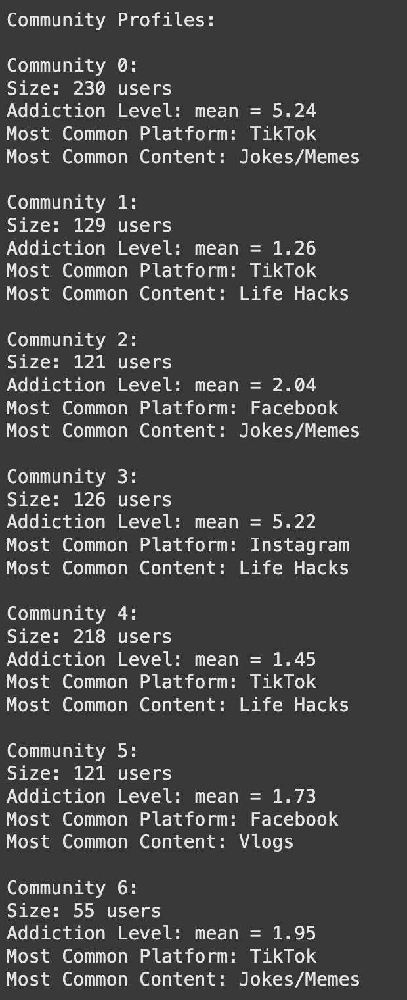 Community Profiles:
Community 0:
Size: 230 users
Addiction Level: mean = 5.24
Most Common Platform: TikTok
Most Common Content: Jokes/Memes
Community 1:
Size: 129 users
Addiction Level: mean = 1.26
Most Common Platform: TikTok
Most Common Content: Life Hacks
Community 2:
Size: 121 users
Addiction Level: mean = 2.04
Most Common Platform: Facebook
Most Common Content: Jokes/Memes
Community 3:
Size: 126 users
Addiction Level: mean = 5.22
Most Common Platform: Instagram
Most Common Content: Life Hacks
Community 4:
Size: 218 users
Addiction Level: mean = 1.45
Most Common Platform: TikTok
Most Common Content: Life Hacks
Community 5:
Size: 121 users
Addiction Level: mean = 1.73
Most Common Platform: Facebook
Most Common Content: Vlogs
Community 6:
Size: 55 users
Addiction Level: mean = 1.95
Most Common Platform: TikTok
Most Common Content: Jokes/Memes